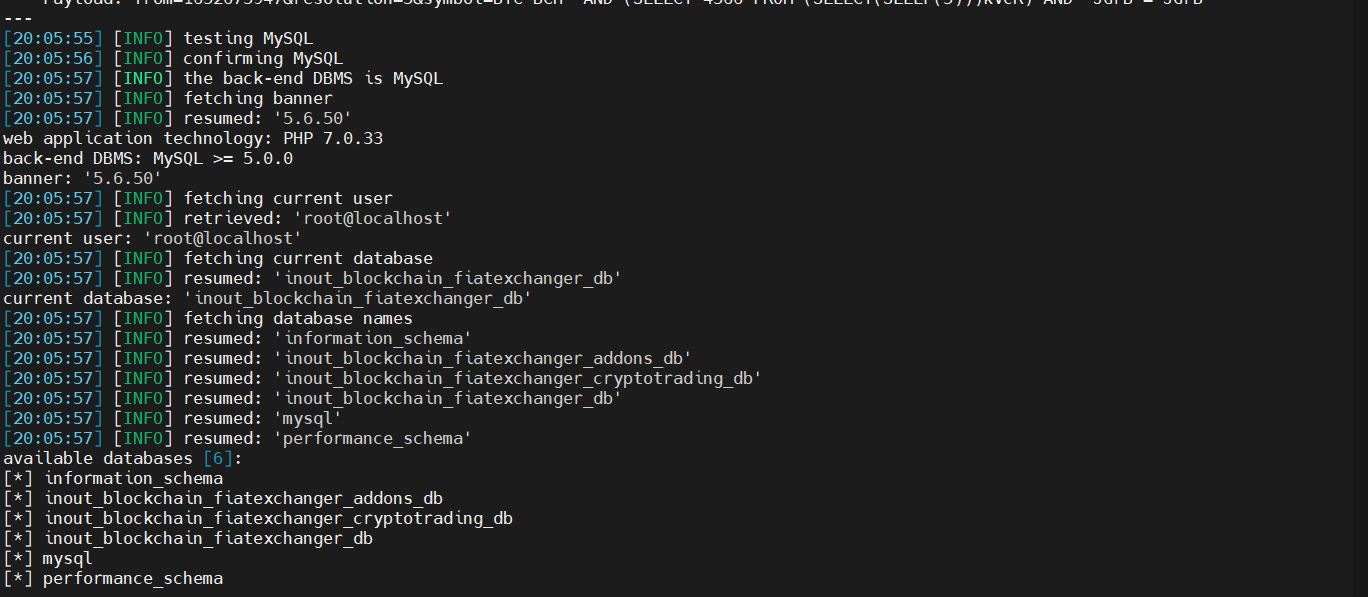 ---
[20:05:55] [INFO] testing MySQL
[20:05:56] [INFO] confirming MySQL
[20:05:57] [INFO] the back-end DBMS is MySQL
[20:05:57] [INFO] fetching banner
[20:05:57] [INFO] resumed: '5.6.50'
web application technology: PHP 7.0.33
back-end DBMS: MySQL >= 5.0.0
banner: '5.6.50'
[20:05:57] [INFO] fetching current user
[20:05:57] [INFO] retrieved: 'root@localhost'
current user: 'root@localhost'
[20:05:57] [INFO] fetching current database
[20:05:57] [INFO] resumed: 'inout_blockchain_fiatexchanger_db'
current database: 'inout_blockchain_fiatexchanger_db'
[20:05:57] [INFO] fetching database names
[20:05:57] [INFO] resumed: 'information_schema'
[20:05:57] [INFO] resumed: 'inout_blockchain_fiatexchanger_addons_db'
[20:05:57] [INFO] resumed: 'inout_blockchain_fiatexchanger_cryptotrading_db'
[20:05:57] [INFO] resumed: 'inout_blockchain_fiatexchanger_db'
[20:05:57] [INFO] resumed: 'mysql'
[20:05:57] [INFO] resumed: 'performance_schema'
available databases [6]:
[*] information_schema
[*] inout_blockchain_fiatexchanger_addons_db
[*] inout_blockchain_fiatexchanger_cryptotrading_db
[*] inout_blockchain_fiatexchanger_db
[*] mysql
[*] performance_schema